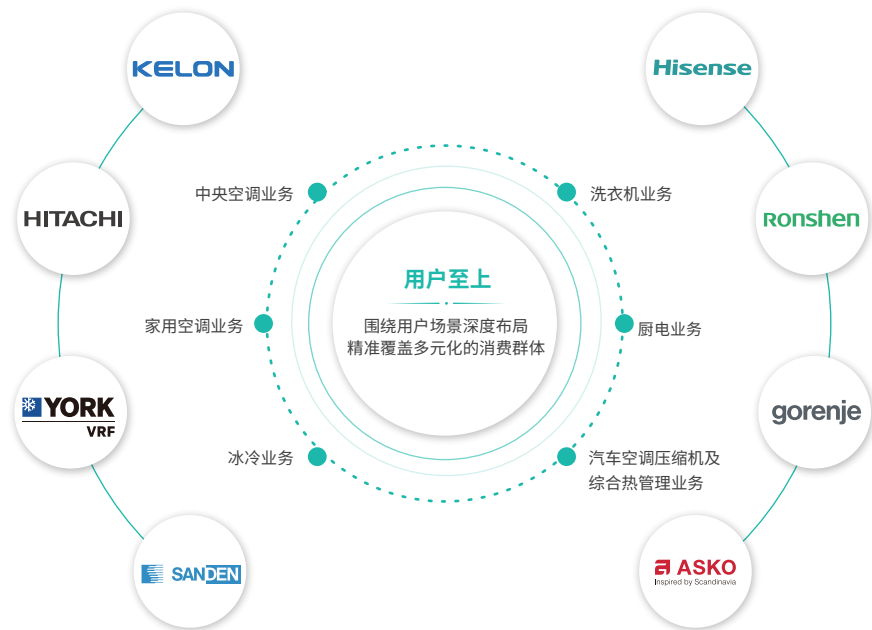 KELON
Hisense
HITACHI
Ronshen
中央空调业务
洗衣机业务
用户至上
围绕用户场景深度布局
精准覆盖多元化的消费群体
家用空调业务
厨电业务
YORK
VRF
gorenje
冰冷业务
汽车空调压缩机及
综合热管理业务
SANDEN
ASKO
Inspired by Scandinavia